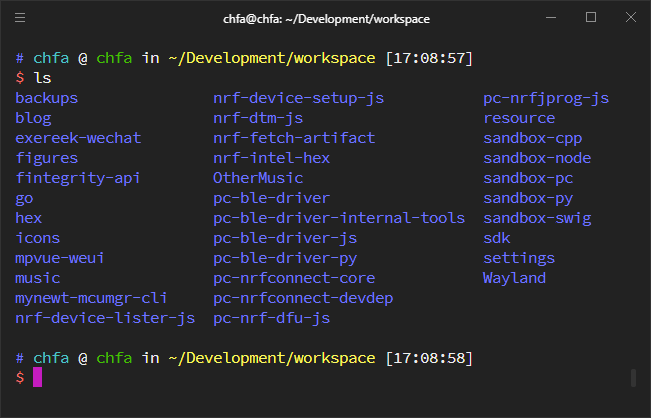 chfa@chfa: ~/Development/workspace
# chfa @ chfa in ~/Development/workspace [17:08:57]
$ ls
backups nrf-device-setup-js pc-nrfjprog-js
blog nrf-dtm-js resource
exereek-wechat nrf-fetch-artifact sandbox-cpp
figures nrf-intel-hex sandbox-node
fintegrity-api OtherMusic sandbox-pc
go pc-ble-driver sandbox-py
hex pc-ble-driver-internal-tools sandbox-swig
icons pc-ble-driver-js sdk
mpvue-weui pc-ble-driver-py settings
music pc-nrfconnect-core Wayland
mynewt-mcumgr-cli pc-nrfconnect-devdep
nrf-device-lister-js pc-nrf-dfu-js
# chfa @ chfa in ~/Development/workspace [17:08:58]
$